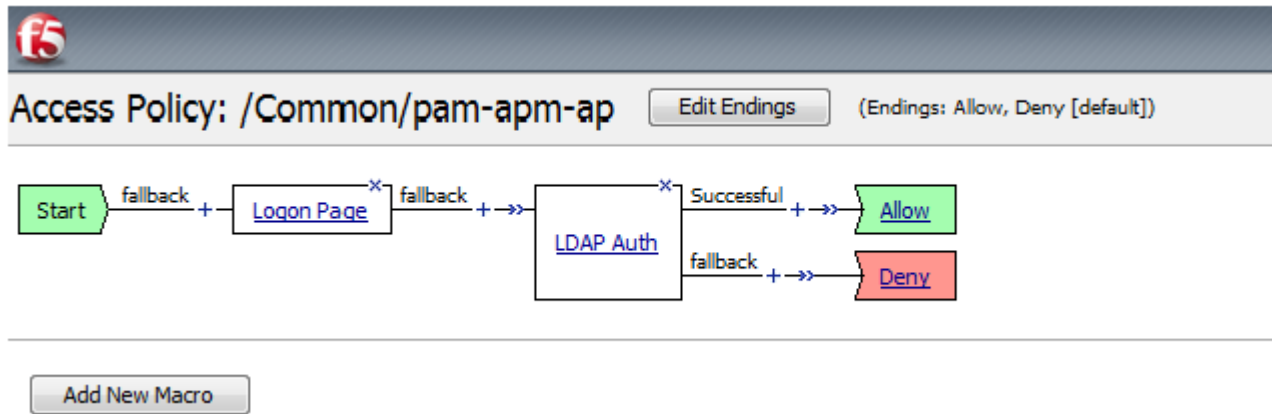 f5
Access Policy: /Common/pam-apm-ap Edit Endings (Endings: Allow, Deny [default])
Start fallback + Logon Page × fallback + LDAP Auth × Successful + Allow
fallback + Deny
Add New Macro